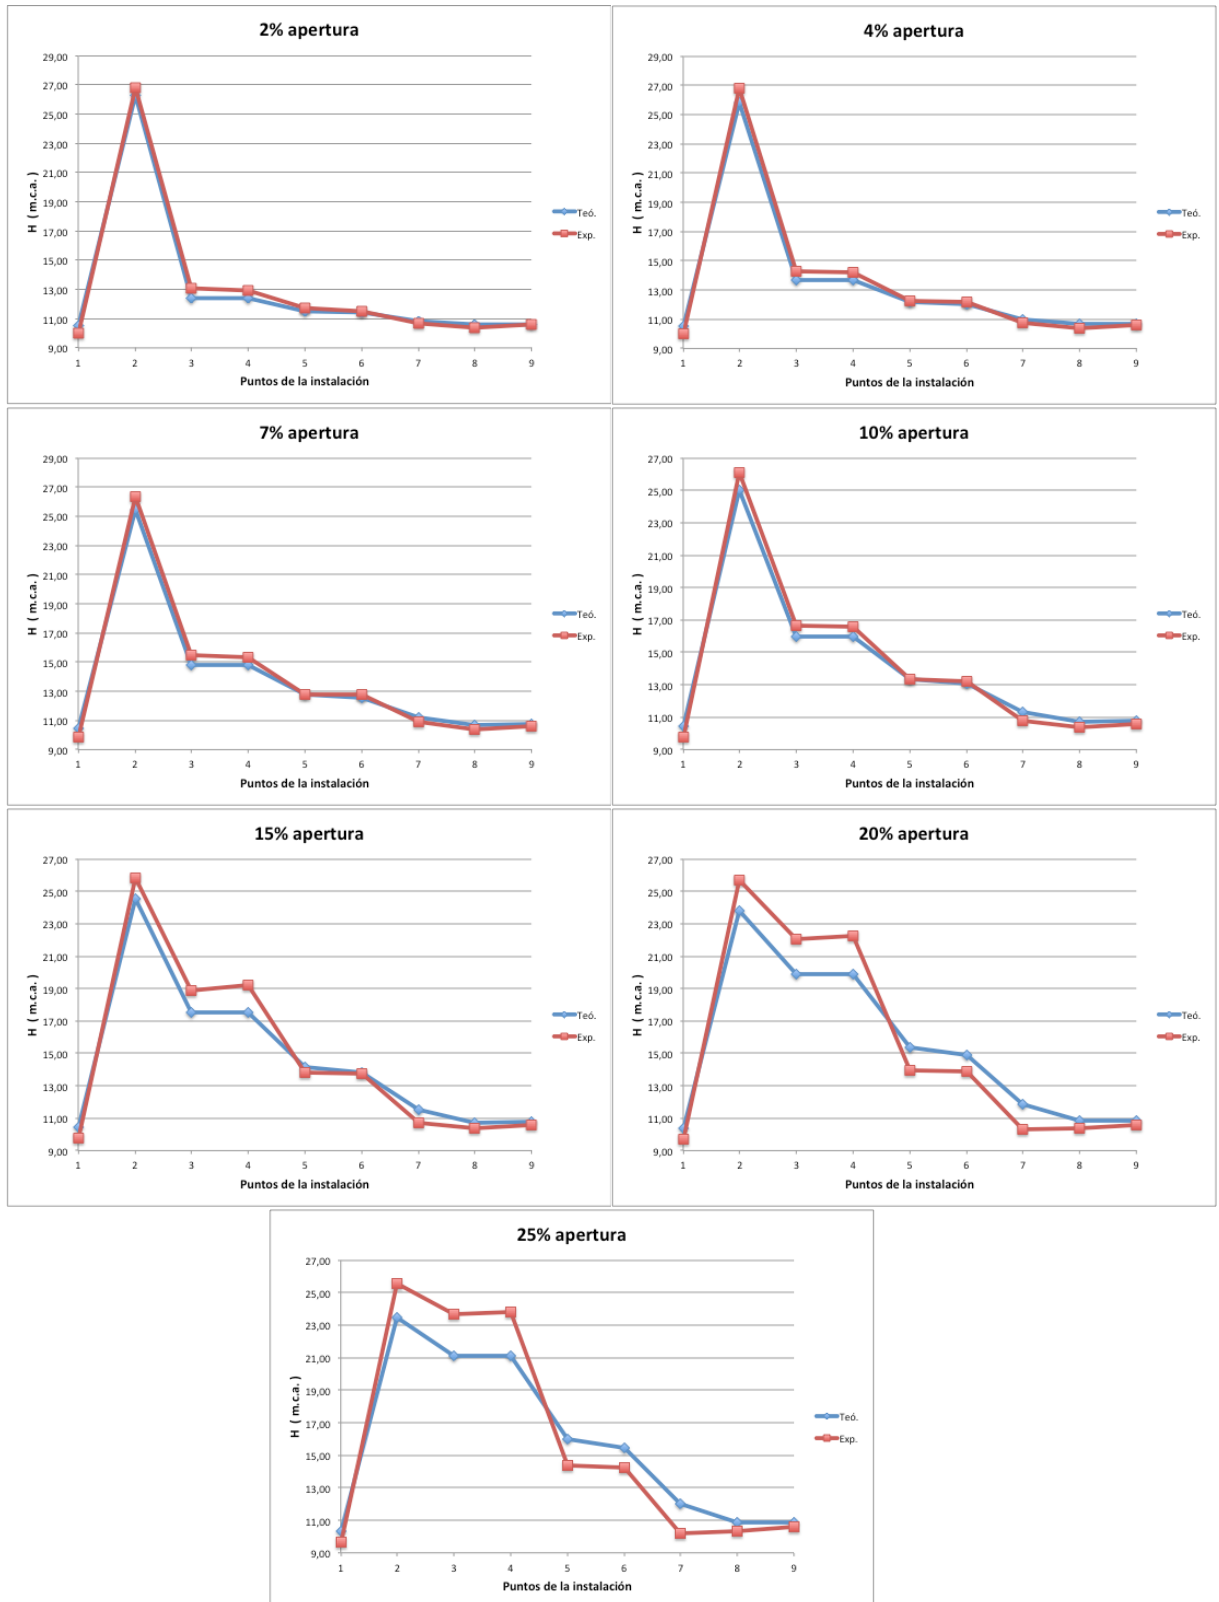 2% apertura
29,00
27,00
25,00
23,00
21,00
19,00
17,00
15,00
13,00
11,00
9,00
H ( m.c.a. )
1 2 3 4 5 6 7 8 9
Puntos de la instalación
Teó.
Exp.
4% apertura
29,00
27,00
25,00
23,00
21,00
19,00
17,00
15,00
13,00
11,00
9,00
H ( m.c.a. )
1 2 3 4 5 6 7 8 9
Puntos de la instalación
Teó.
Exp.
7% apertura
29,00
27,00
25,00
23,00
21,00
19,00
17,00
15,00
13,00
11,00
9,00
H ( m.c.a. )
1 2 3 4 5 6 7 8 9
Puntos de la instalación
Teó.
Exp.
10% apertura
27,00
25,00
23,00
21,00
19,00
17,00
15,00
13,00
11,00
9,00
H ( m.c.a. )
1 2 3 4 5 6 7 8 9
Puntos de la instalación
Teó.
Exp.
15% apertura
27,00
25,00
23,00
21,00
19,00
17,00
15,00
13,00
11,00
9,00
H ( m.c.a. )
1 2 3 4 5 6 7 8 9
Puntos de la instalación
Teó.
Exp.
20% apertura
27,00
25,00
23,00
21,00
19,00
17,00
15,00
13,00
11,00
9,00
H ( m.c.a. )
1 2 3 4 5 6 7 8 9
Puntos de la instalación
Teó.
Exp.
25% apertura
27,00
25,00
23,00
21,00
19,00
17,00
15,00
13,00
11,00
9,00
H ( m.c.a. )
1 2 3 4 5 6 7 8 9
Puntos de la instalación
Teó.
Exp.